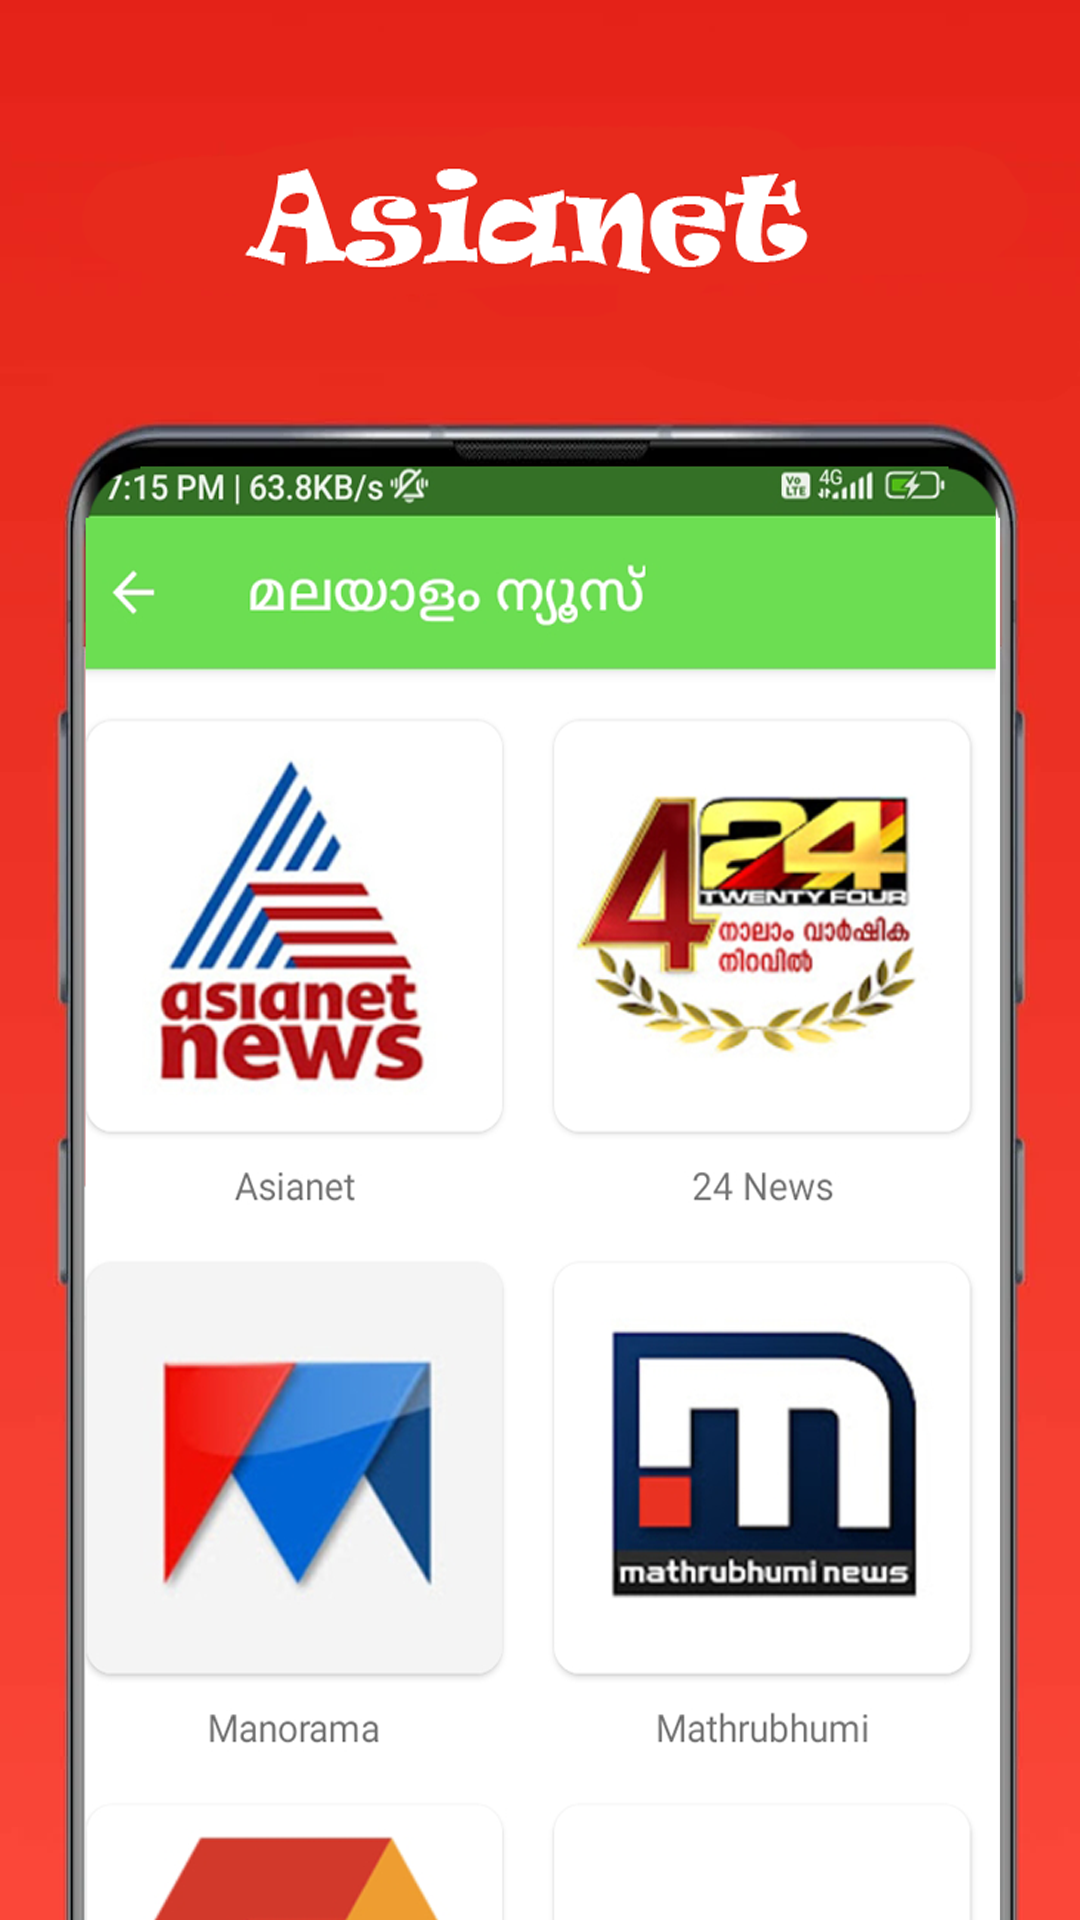 Asianet
7:15 PM | 63.8KB/s
Vo LTE 4G
മലയാളം ന്യൂസ്
asianet
news
4 24
TWENTY FOUR
നാലാം വാർഷിക
നിറവിൽ
Asianet
24 News
m
mathrubhumi news
Manorama
Mathrubhumi